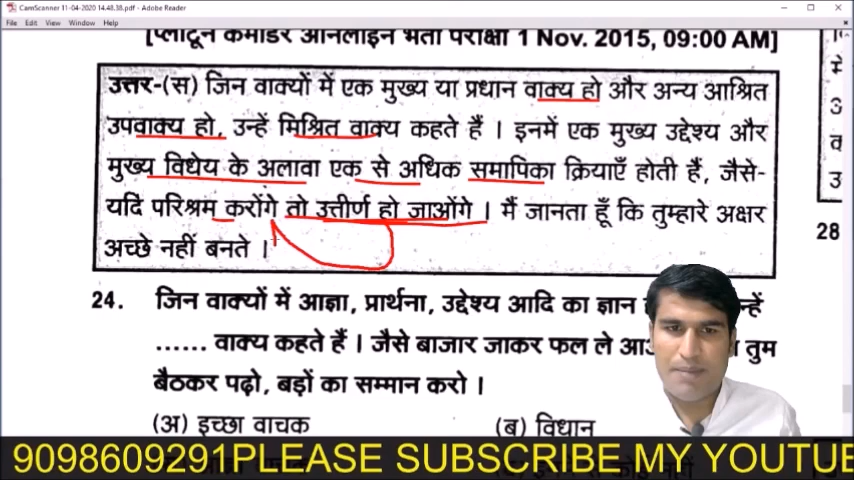 CamScanner 11-04-2020 14.48.38.pdf - Adobe Reader
File Edit View Window Help
[प्लाटून कमांडर ऑनलाइन भर्ती परीक्षा 1 Nov. 2015, 09:00 AM]
उत्तर-(स) जिन वाक्यों में एक मुख्य या प्रधान वाक्य हो और अन्य आश्रित
उपवाक्य हो, उन्हें मिश्रित वाक्य कहते हैं । इनमें एक मुख्य उद्देश्य और
मुख्य विधेय के अलावा एक से अधिक समापिका क्रियाएँ होती हैं, जैसे-
यदि परिश्रम करोंगे तो उत्तीर्ण हो जाओंगे । मैं जानता हूँ कि तुम्हारे अक्षर
अच्छे नहीं बनते ।
28
24. जिन वाक्यों में आज्ञा, प्रार्थना, उद्देश्य आदि का ज्ञान
...... वाक्य कहते हैं । जैसे बाजार जाकर फल ले तुम
बैठकर पढ़ो, बड़ों का सम्मान करो ।
(अ) इच्छा वाचक (ब) विधान
9098609291PLEASE SUBSCRIBE MY YOUTUBE